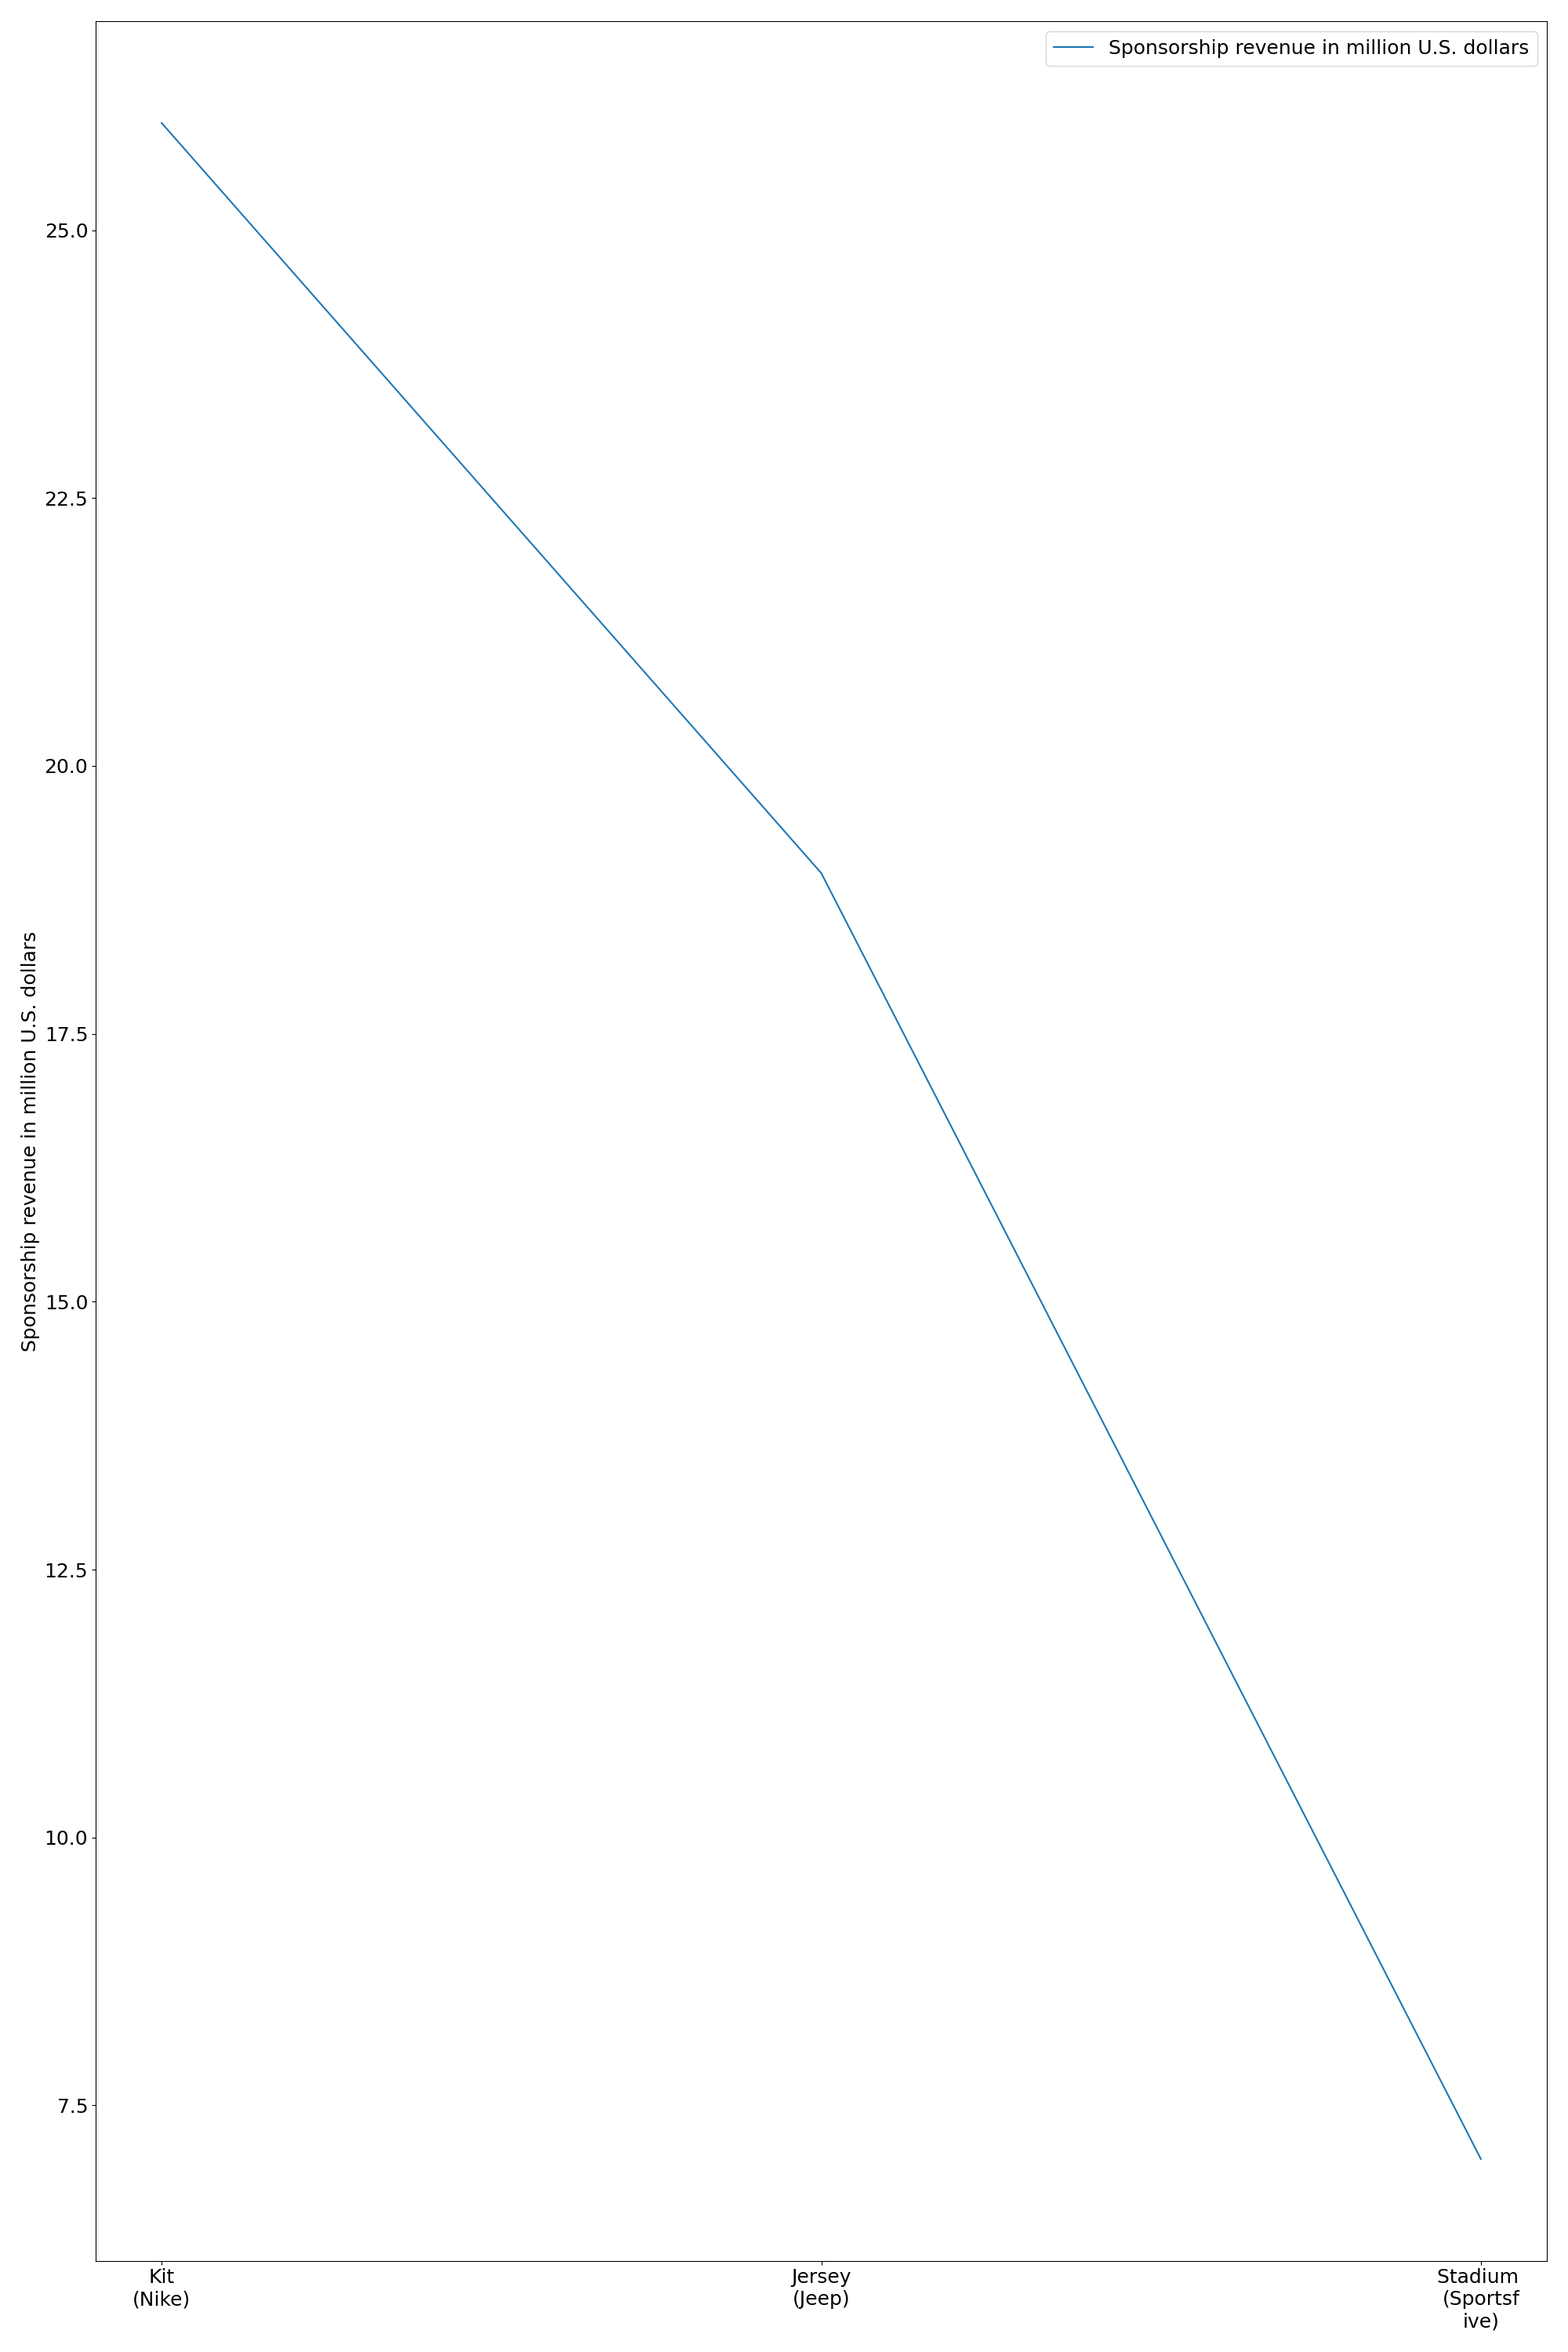 Sponsorship revenue in million U.S. dollars
Sponsorship revenue in million U.S. dollars
25.0
22.5
20.0
17.5
15.0
12.5
10.0
7.5
Kit
(Nike)
Jersey
(Jeep)
Stadium
(Sportsf
ive)